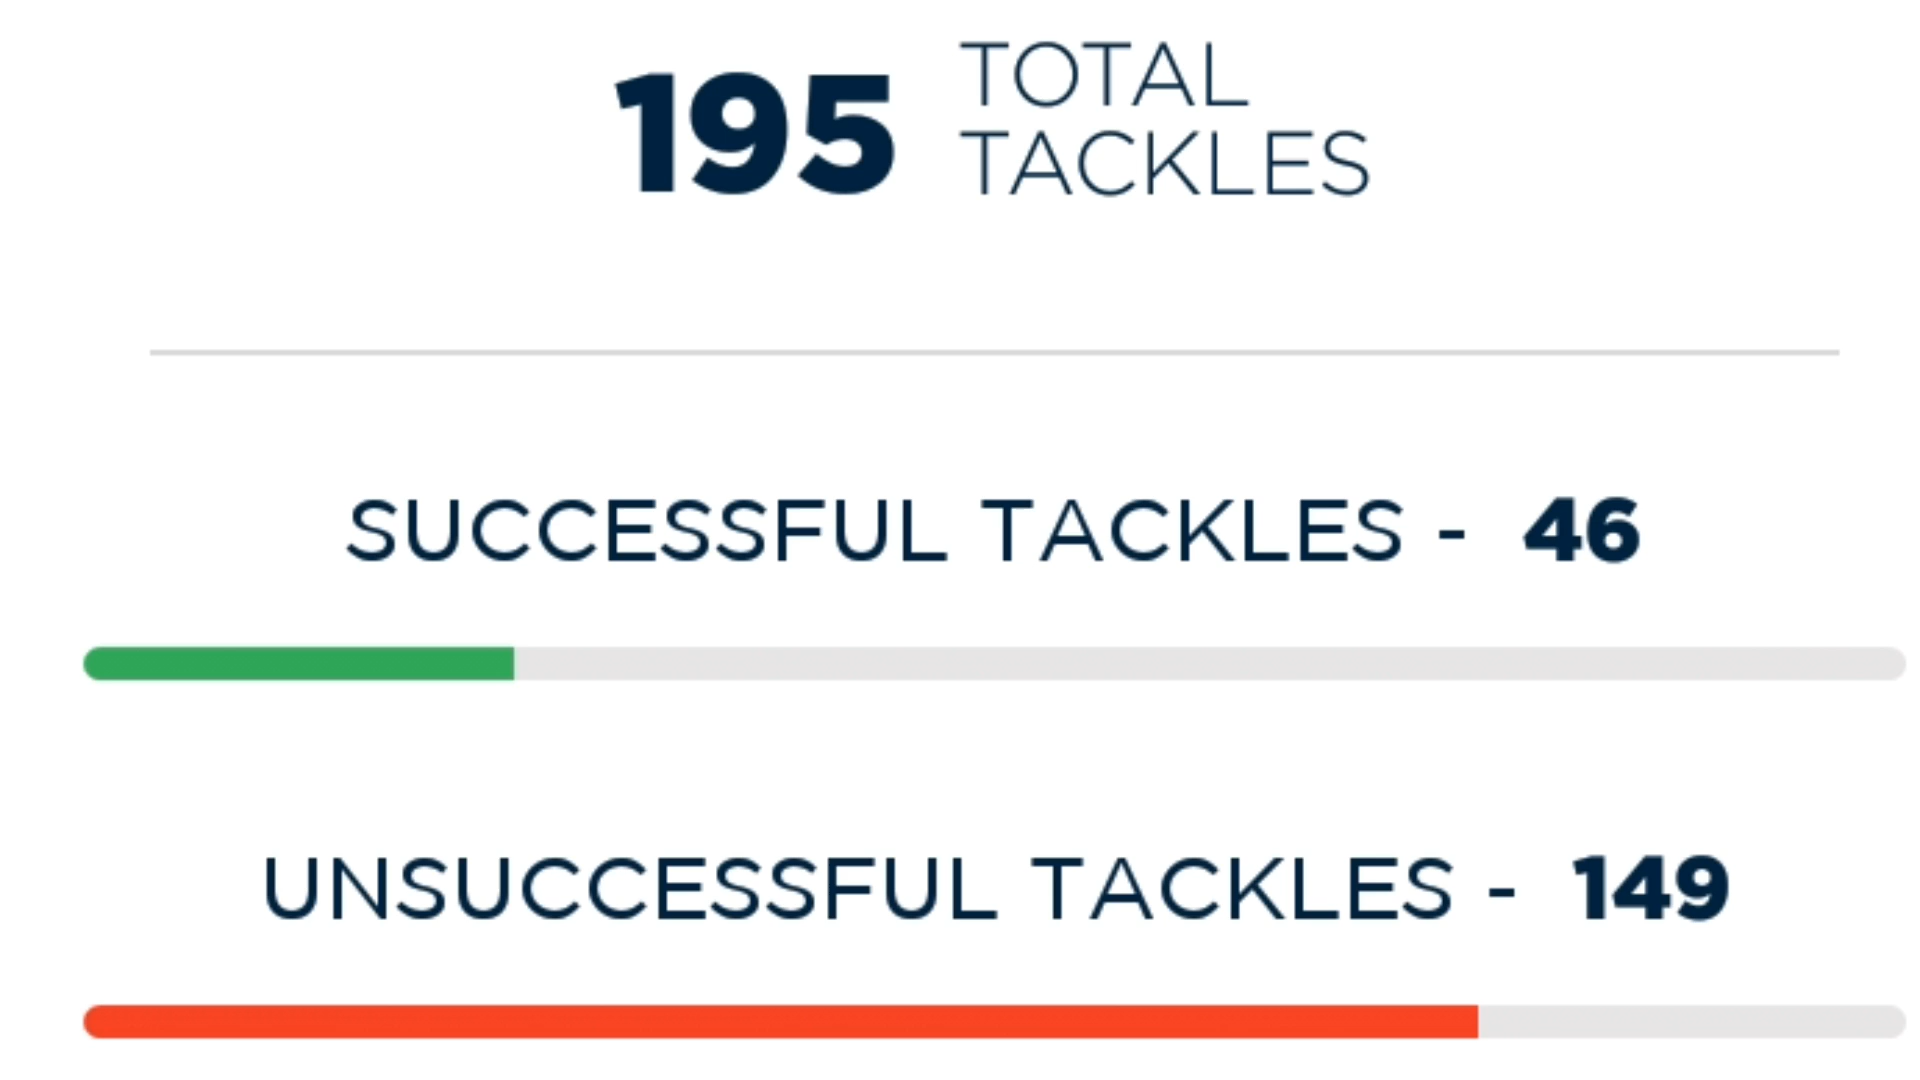 195 TOTAL
TACKLES
SUCCESSFUL TACKLES - 46
UNSUCCESSFUL TACKLES - 149